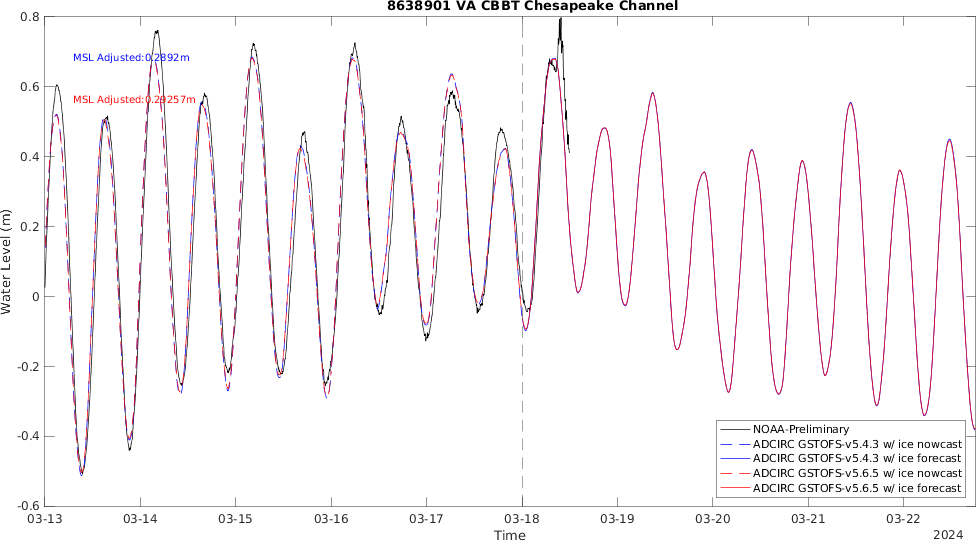 8638901 VA CBBT Chesapeake Channel
MSL Adjusted:0.2892m
MSL Adjusted:0.29257m
Water Level (m)
0.8
0.6
0.4
0.2
0
-0.2
-0.4
-0.6
NOAA-Preliminary
ADCIRC GSTOFS-v5.4.3 w/ ice nowcast
ADCIRC GSTOFS-v5.4.3 w/ ice forecast
ADCIRC GSTOFS-v5.6.5 w/ ice nowcast
ADCIRC GSTOFS-v5.6.5 w/ ice forecast
03-13 03-14 03-15 03-16 03-17 03-18 03-19 03-20 03-21 03-22
Time
2024